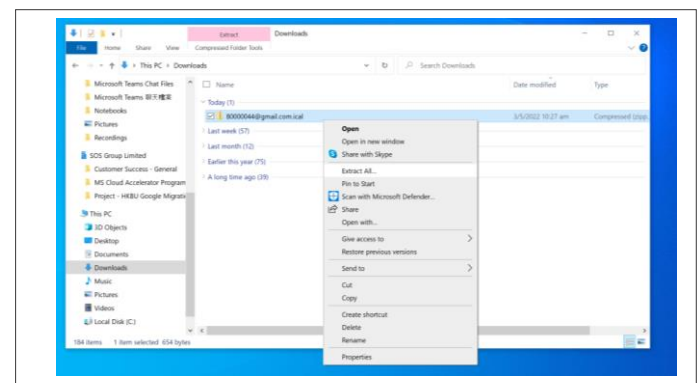 Extract
Downloads
File
Home
Share
View
Compressed Folder Tools
This PC
Downloads
Search Downloads
Microsoft Teams Chat Files
Microsoft Teams 聊天檔案
Notebooks
Pictures
Recordings
SOS Group Limited
Customer Success - General
MS Cloud Accelerator Program
Project - HKBU Google Migrati
This PC
3D Objects
Desktop
Documents
Downloads
Music
Pictures
Videos
Local Disk (C:)
184 items 1 item selected 654 bytes
Name
Date modified
Type
Today (1)
80000044@gmail.com.ical
3/5/2022 10:27 am
Compressed (zipp
Last week (57)
Last month (12)
Earlier this year (75)
A long time ago (39)
Open
Open in new window
Share with Skype
Extract All...
Pin to Start
Scan with Microsoft Defender...
Share
Open with...
Give access to
Restore previous versions
Send to
Cut
Copy
Create shortcut
Delete
Rename
Properties